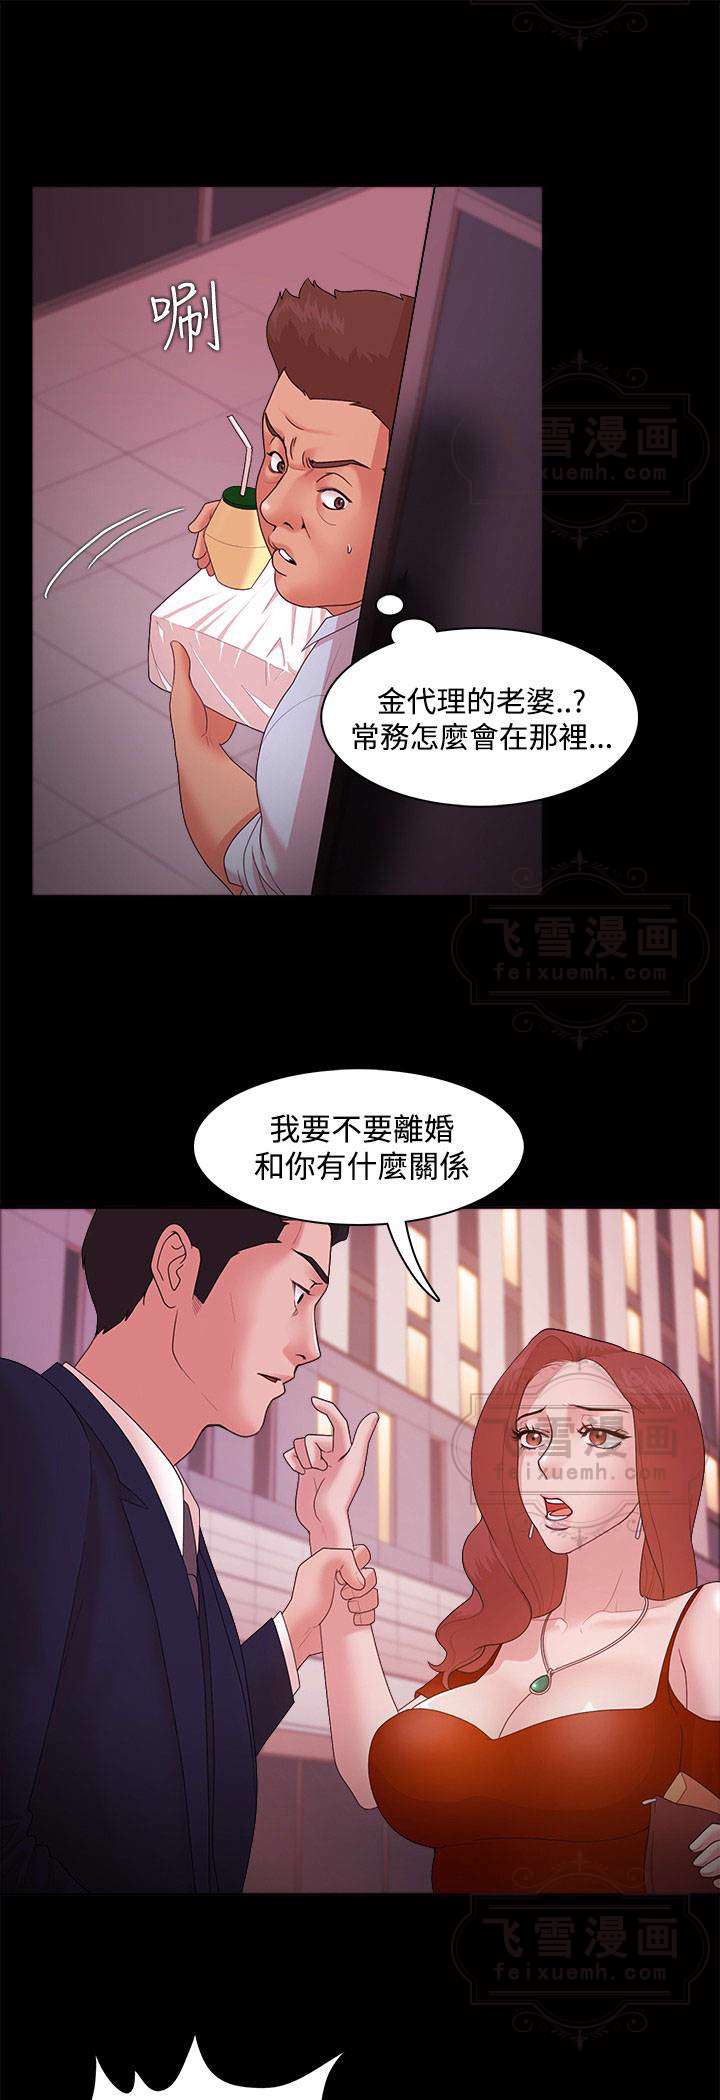 唰
飞雪漫画
feixuemh.com
金代理的老婆..?
常務怎麼會在那裡...
飞雪漫画
feixuemh.com
我要不要離婚
和你有什麼關係
飞雪漫画
feixuemh.com
飞雪漫画
feixuemh.com